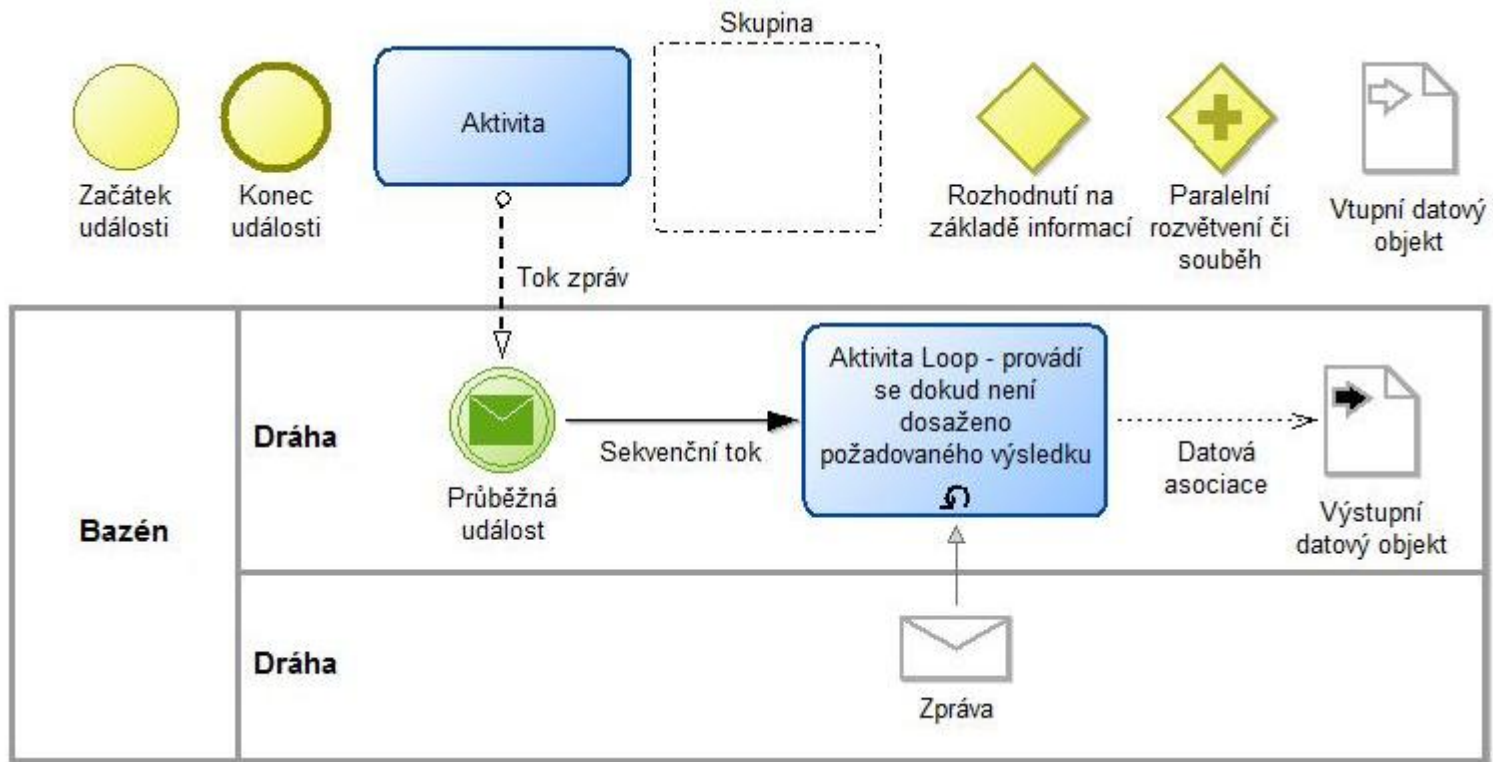 Skupina
Aktivita
Začátek
události
Konec
události
Rozhodnutí na
základě informací
Paralelní
rozvětvení či
souběh
Vtupní datový
objekt
Tok zpráv
Bazén
Dráha
Průběžná
událost
Sekvenční tok
Aktivita Loop - provádí
se dokud není
dosaženo
požadovaného výsledku
Datová
asociace
Výstupní
datový objekt
Dráha
Zpráva